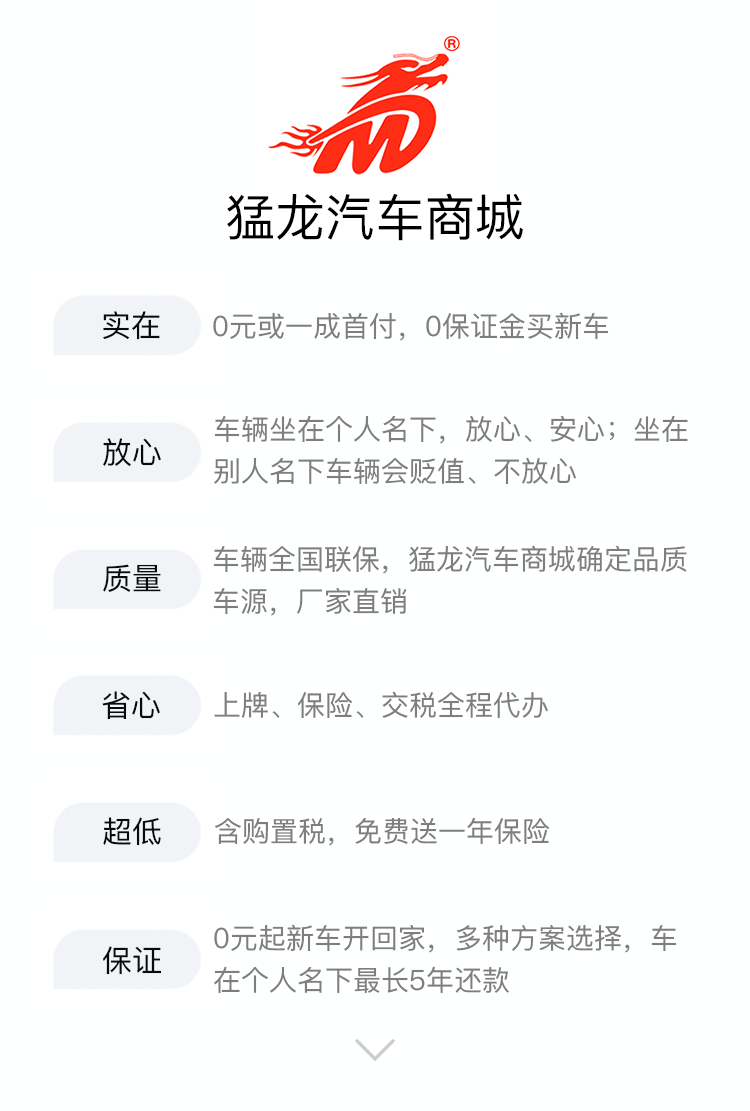 ®
猛龙汽车商城
实在
0元或一成首付，0保证金买新车
放心
车辆坐在个人名下，放心、安心；坐在
别人名下车辆会贬值、不放心
质量
车辆全国联保，猛龙汽车商城确定品质
车源，厂家直销
省心
上牌、保险、交税全程代办
超低
含购置税，免费送一年保险
保证
0元起新车开回家，多种方案选择，车
在个人名下最长5年还款